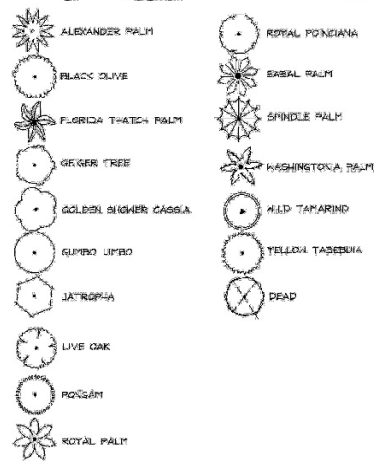 ALEXANDER PALM
BLACK OLIVE
FLORIDA THATCH PALM
GEIGER TREE
GOLDEN SHOWER CASSIA
GUMBO LIMBO
JATROPHA
LIVE OAK
PONGAM
ROYAL PALM
ROYAL POINCIANA
SABAL PALM
SPINDLE PALM
WASHINGTONIA PALM
WILD TAMARIND
YELLOW TABEBUIA
DEAD